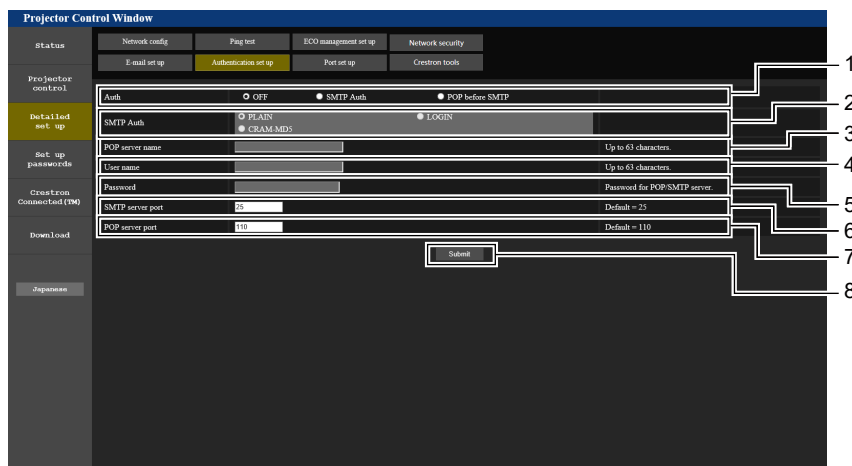 Projector Control Window
Status
Network config
Ping test
ECO management set up
Network security
E-mail set up
Authentication set up
Port set up
Crestron tools
Projector
control
Detailed
set up
Set up
passwords
Crestron
Connected(TM)
Download
Japanese
Auth
OFF
SMTP Auth
POP before SMTP
1
SMTP Auth
PLAIN
LOGIN
CRAM-MD5
2
POP server name
Up to 63 characters.
3
User name
Up to 63 characters.
4
Password
Password for POP/SMTP server.
5
SMTP server port
25
Default = 25
6
POP server port
110
Default = 110
7
Submit
8